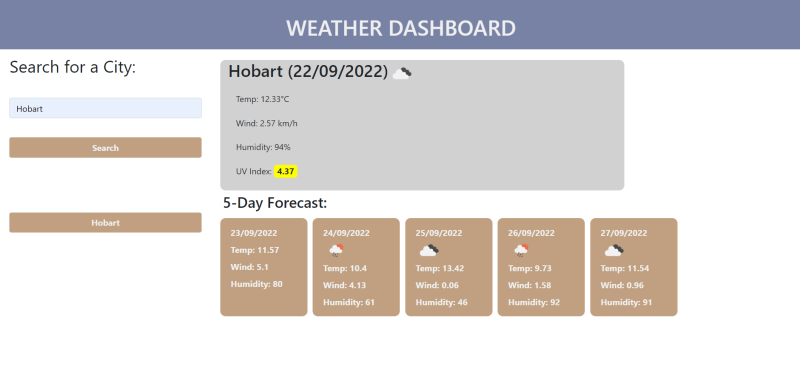 WEATHER DASHBOARD
Search for a City:
Hobart
Search
Hobart
Hobart (22/09/2022)
Temp: 12.33°C
Wind: 2.57 km/h
Humidity: 94%
UV Index: 4.37
5-Day Forecast:
23/09/2022
Temp: 11.57
Wind: 5.1
Humidity: 80
24/09/2022
Temp: 10.4
Wind: 4.13
Humidity: 61
25/09/2022
Temp: 13.42
Wind: 0.06
Humidity: 46
26/09/2022
Temp: 9.73
Wind: 1.58
Humidity: 92
27/09/2022
Temp: 11.54
Wind: 0.96
Humidity: 91